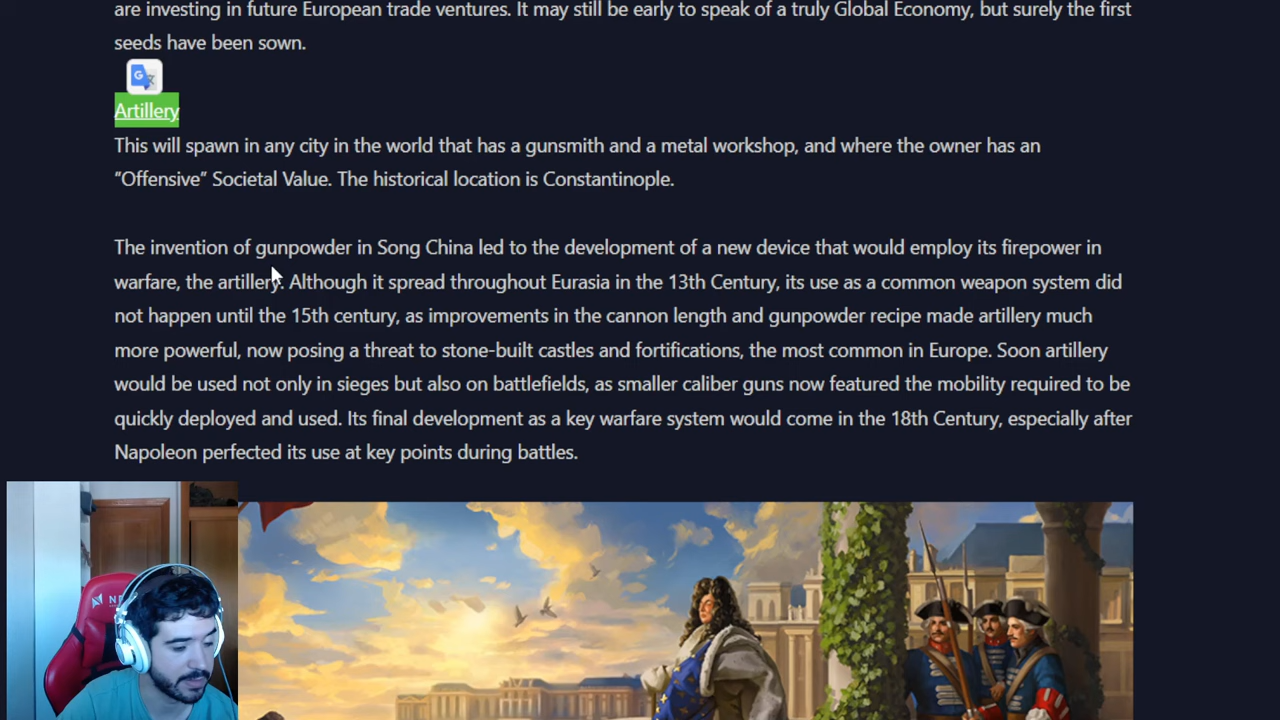 are investing in future European trade ventures. It may still be early to speak of a truly Global Economy, but surely the first
seeds have been sown.
Artillery
This will spawn in any city in the world that has a gunsmith and a metal workshop, and where the owner has an
“Offensive” Societal Value. The historical location is Constantinople.
The invention of gunpowder in Song China led to the development of a new device that would employ its firepower in
warfare, the artillery. Although it spread throughout Eurasia in the 13th Century, its use as a common weapon system did
not happen until the 15th century, as improvements in the cannon length and gunpowder recipe made artillery much
more powerful, now posing a threat to stone-built castles and fortifications, the most common in Europe. Soon artillery
would be used not only in sieges but also on battlefields, as smaller caliber guns now featured the mobility required to be
quickly deployed and used. Its final development as a key warfare system would come in the 18th Century, especially after
Napoleon perfected its use at key points during battles.